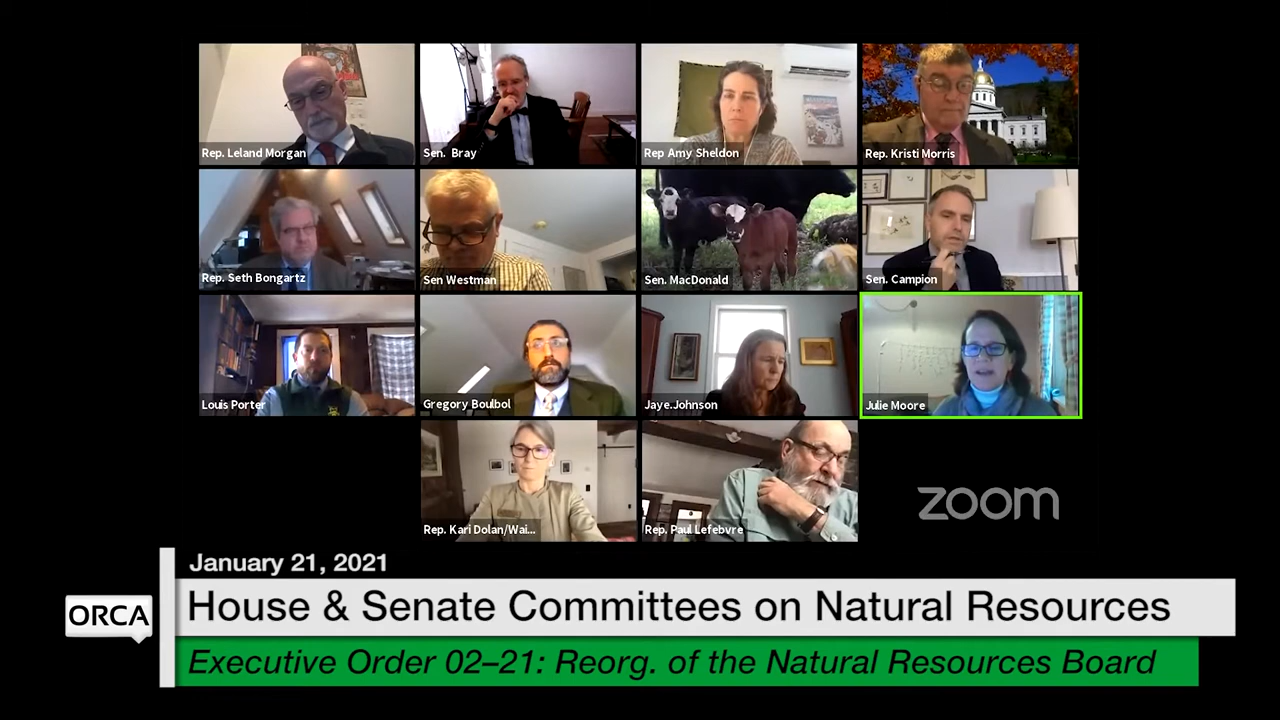 Rep. Leland Morgan
Sen. Bray
Rep Amy Sheldon
Rep. Kristi Morris
Rep. Seth Bongartz
Sen Westman
Sen. MacDonald
Sen. Campion
Louis Porter
Gregory Boulbol
Jaye.Johnson
Julie Moore
Rep. Kari Dolan/Wai...
Rep. Paul Lefebvre
zoom
January 21, 2021
ORCA
House & Senate Committees on Natural Resources
Executive Order 02–21: Reorg. of the Natural Resources Board